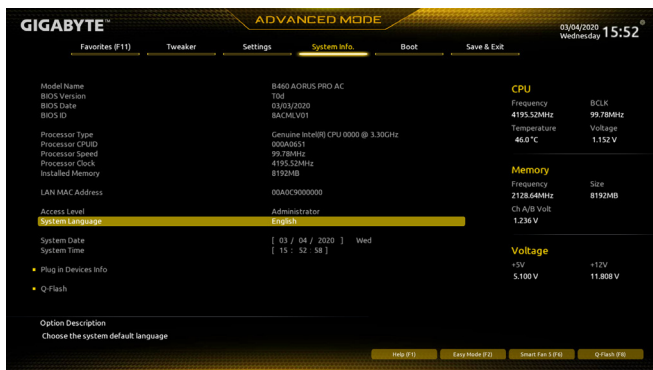 GIGABYTE™
ADVANCED MODE
03/04/2020
Wednesday 15:52
Favorites (F11) Tweaker Settings System Info. Boot Save & Exit
Model Name B460 AORUS PRO AC
BIOS Version T0d
BIOS Date 03/03/2020
BIOS ID 8ACMLV01
Processor Type Genuine Intel(R) CPU 0000 @ 3.30GHz
Processor CPUID 000A0651
Processor Speed 99.78MHz
Processor Clock 4195.52MHz
Installed Memory 8192MB
LAN MAC Address 00A0C9000000
Access Level Administrator
System Language English
System Date [ 03 / 04 / 2020 ] Wed
System Time [ 15 : 52 : 58 ]
Plug in Devices Info
Q-Flash
CPU
Frequency BCLK
4195.52MHz 99.78MHz
Temperature Voltage
46.0 °C 1.152 V
Memory
Frequency Size
2128.64MHz 8192MB
Ch A/B Volt
1.236 V
Voltage
+5V +12V
5.100 V 11.808 V
Option Description
Choose the system default language
Help (F1) Easy Mode (F2) Smart Fan 5 (F6) Q-Flash (F8)